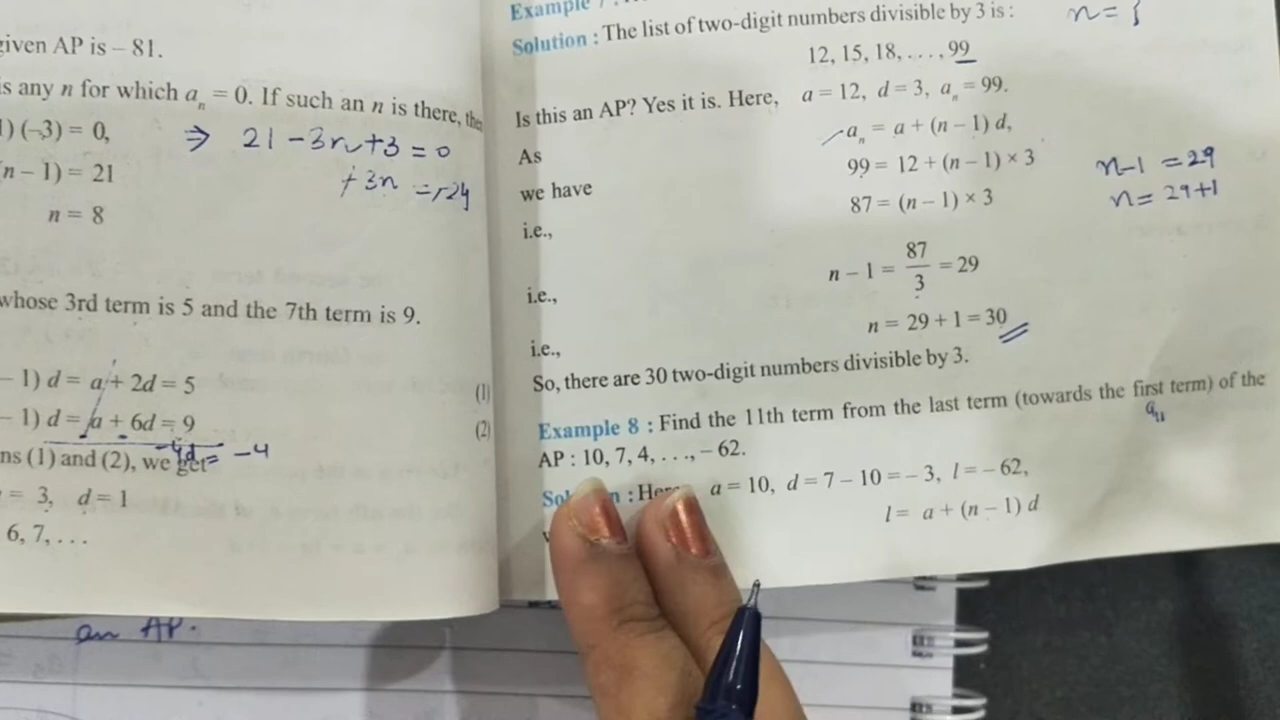 given AP is – 81.
is any n for which aₙ = 0. If such an n is there, the
1) (–3) = 0,
⇒ 21 – 3n + 3 = 0
(n – 1) = 21
+ 3n = +24
n = 8
whose 3rd term is 5 and the 7th term is 9.
– 1) d = a + 2d = 5 (1)
– 1) d = a + 6d = 9 (2)
–4d = –4
ns (1) and (2), we get
= 3, d = 1
6, 7, . . .
an AP.
Example
n =
Solution : The list of two-digit numbers divisible by 3 is :
12, 15, 18, . . . , 99
Is this an AP? Yes it is. Here, a = 12, d = 3, aₙ = 99.
As aₙ = a + (n – 1) d,
we have 99 = 12 + (n – 1) × 3
n – 1 = 29
i.e., 87 = (n – 1) × 3
n = 29 + 1
i.e., n – 1 = 87/3 = 29
i.e., n = 29 + 1 = 30
So, there are 30 two-digit numbers divisible by 3.
Example 8 : Find the 11th term from the last term (towards the first term) of the
a₁₁
AP : 10, 7, 4, . . ., – 62.
a = 10, d = 7 – 10 = – 3, l = – 62,
l = a + (n – 1) d